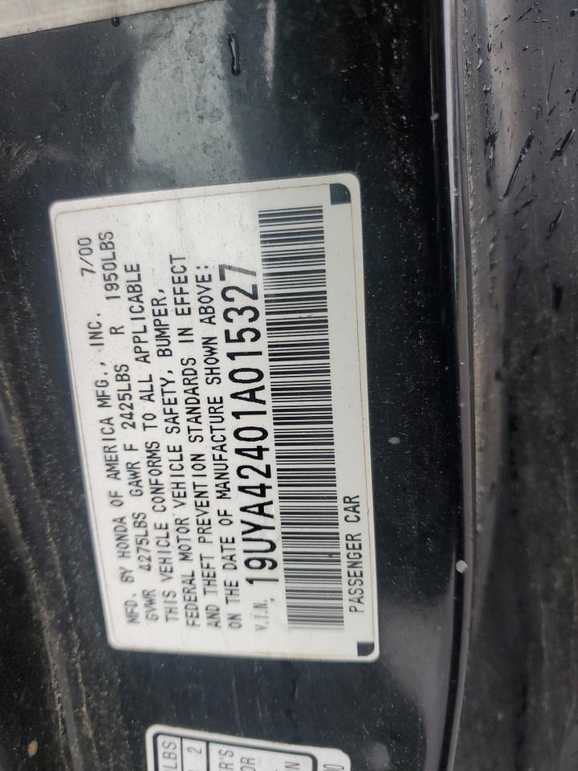 MFD. BY HONDA OF AMERICA MFG., INC. 7/00
GVWR 4275LBS GAWR F 2425LBS R 1950LBS
THIS VEHICLE CONFORMS TO ALL APPLICABLE
FEDERAL MOTOR VEHICLE SAFETY, BUMPER,
AND THEFT PREVENTION STANDARDS IN EFFECT
ON THE DATE OF MANUFACTURE SHOWN ABOVE:
V.I.N. 19UYA42401A015327
PASSENGER CAR
LBS
2